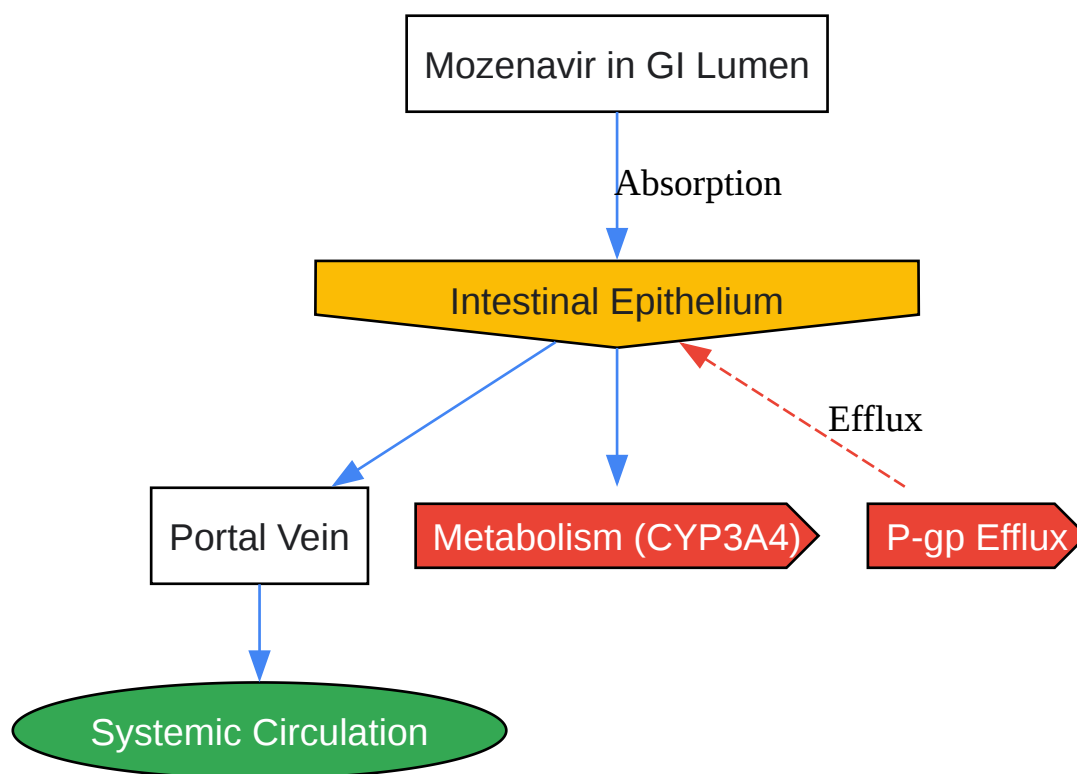 Mozenavir in GI Lumen
Absorption
Intestinal Epithelium
Efflux
Portal Vein
Metabolism (CYP3A4)
P-gp Efflux
Systemic Circulation